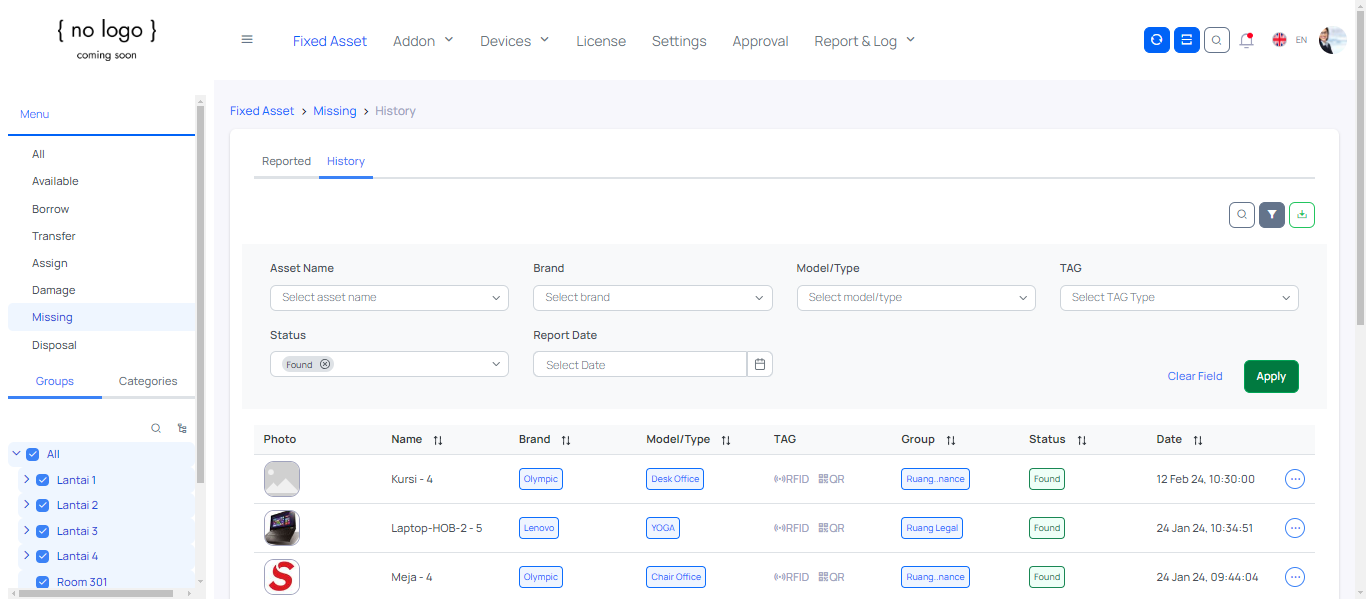 { no logo }
coming soon
Fixed Asset Addon Devices License Settings Approval Report & Log EN
Menu
All
Available
Borrow
Transfer
Assign
Damage
Missing
Disposal
Groups Categories
All
Lantai 1
Lantai 2
Lantai 3
Lantai 4
Room 301
Fixed Asset > Missing > History
Reported History
Asset Name Brand Model/Type TAG
Select asset name Select brand Select model/type Select TAG Type
Status Report Date
Found Select Date
Clear Field Apply
Photo Name Brand Model/Type TAG Group Status Date
Kursi - 4 Olympic Desk Office RFID QR Ruang..nance Found 12 Feb 24, 10:30:00
Laptop-HOB-2 - 5 Lenovo YOGA RFID QR Ruang Legal Found 24 Jan 24, 10:34:51
Meja - 4 Olympic Chair Office RFID QR Ruang..nance Found 24 Jan 24, 09:44:04